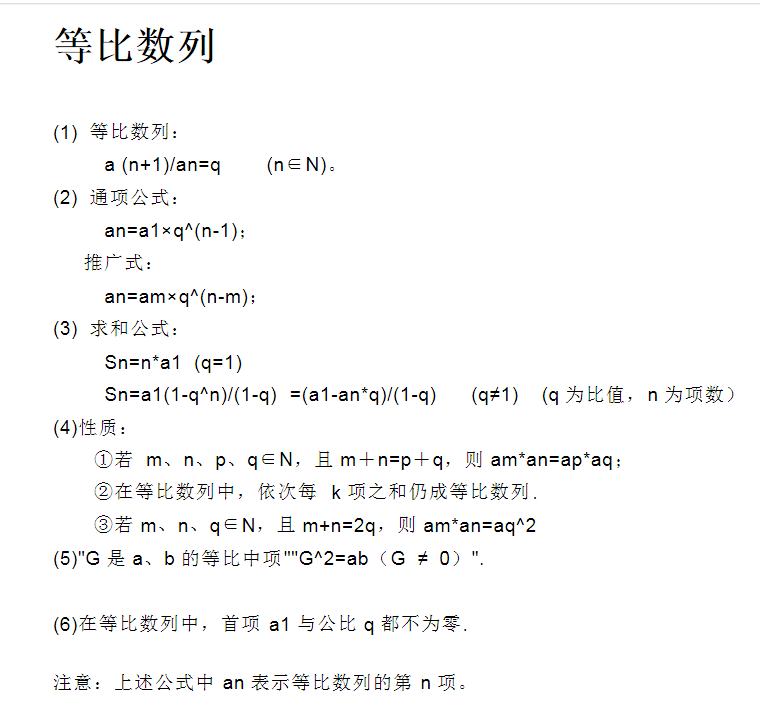 等比数列
(1) 等比数列：
a (n+1)/an=q (n∈N)。
(2) 通项公式：
an=a1×q^(n-1)；
推广式：
an=am×q^(n-m)；
(3) 求和公式：
Sn=n*a1 (q=1)
Sn=a1(1-q^n)/(1-q) =(a1-an*q)/(1-q) (q≠1) (q 为比值，n 为项数）
(4)性质：
①若 m、n、p、q∈N，且 m＋n=p＋q，则 am*an=ap*aq；
②在等比数列中，依次每 k 项之和仍成等比数列.
③若 m、n、q∈N，且 m+n=2q，则 am*an=aq^2
(5)"G 是 a、b 的等比中项""G^2=ab（G ≠ 0）".
(6)在等比数列中，首项 a1 与公比 q 都不为零.
注意：上述公式中 an 表示等比数列的第 n 项。